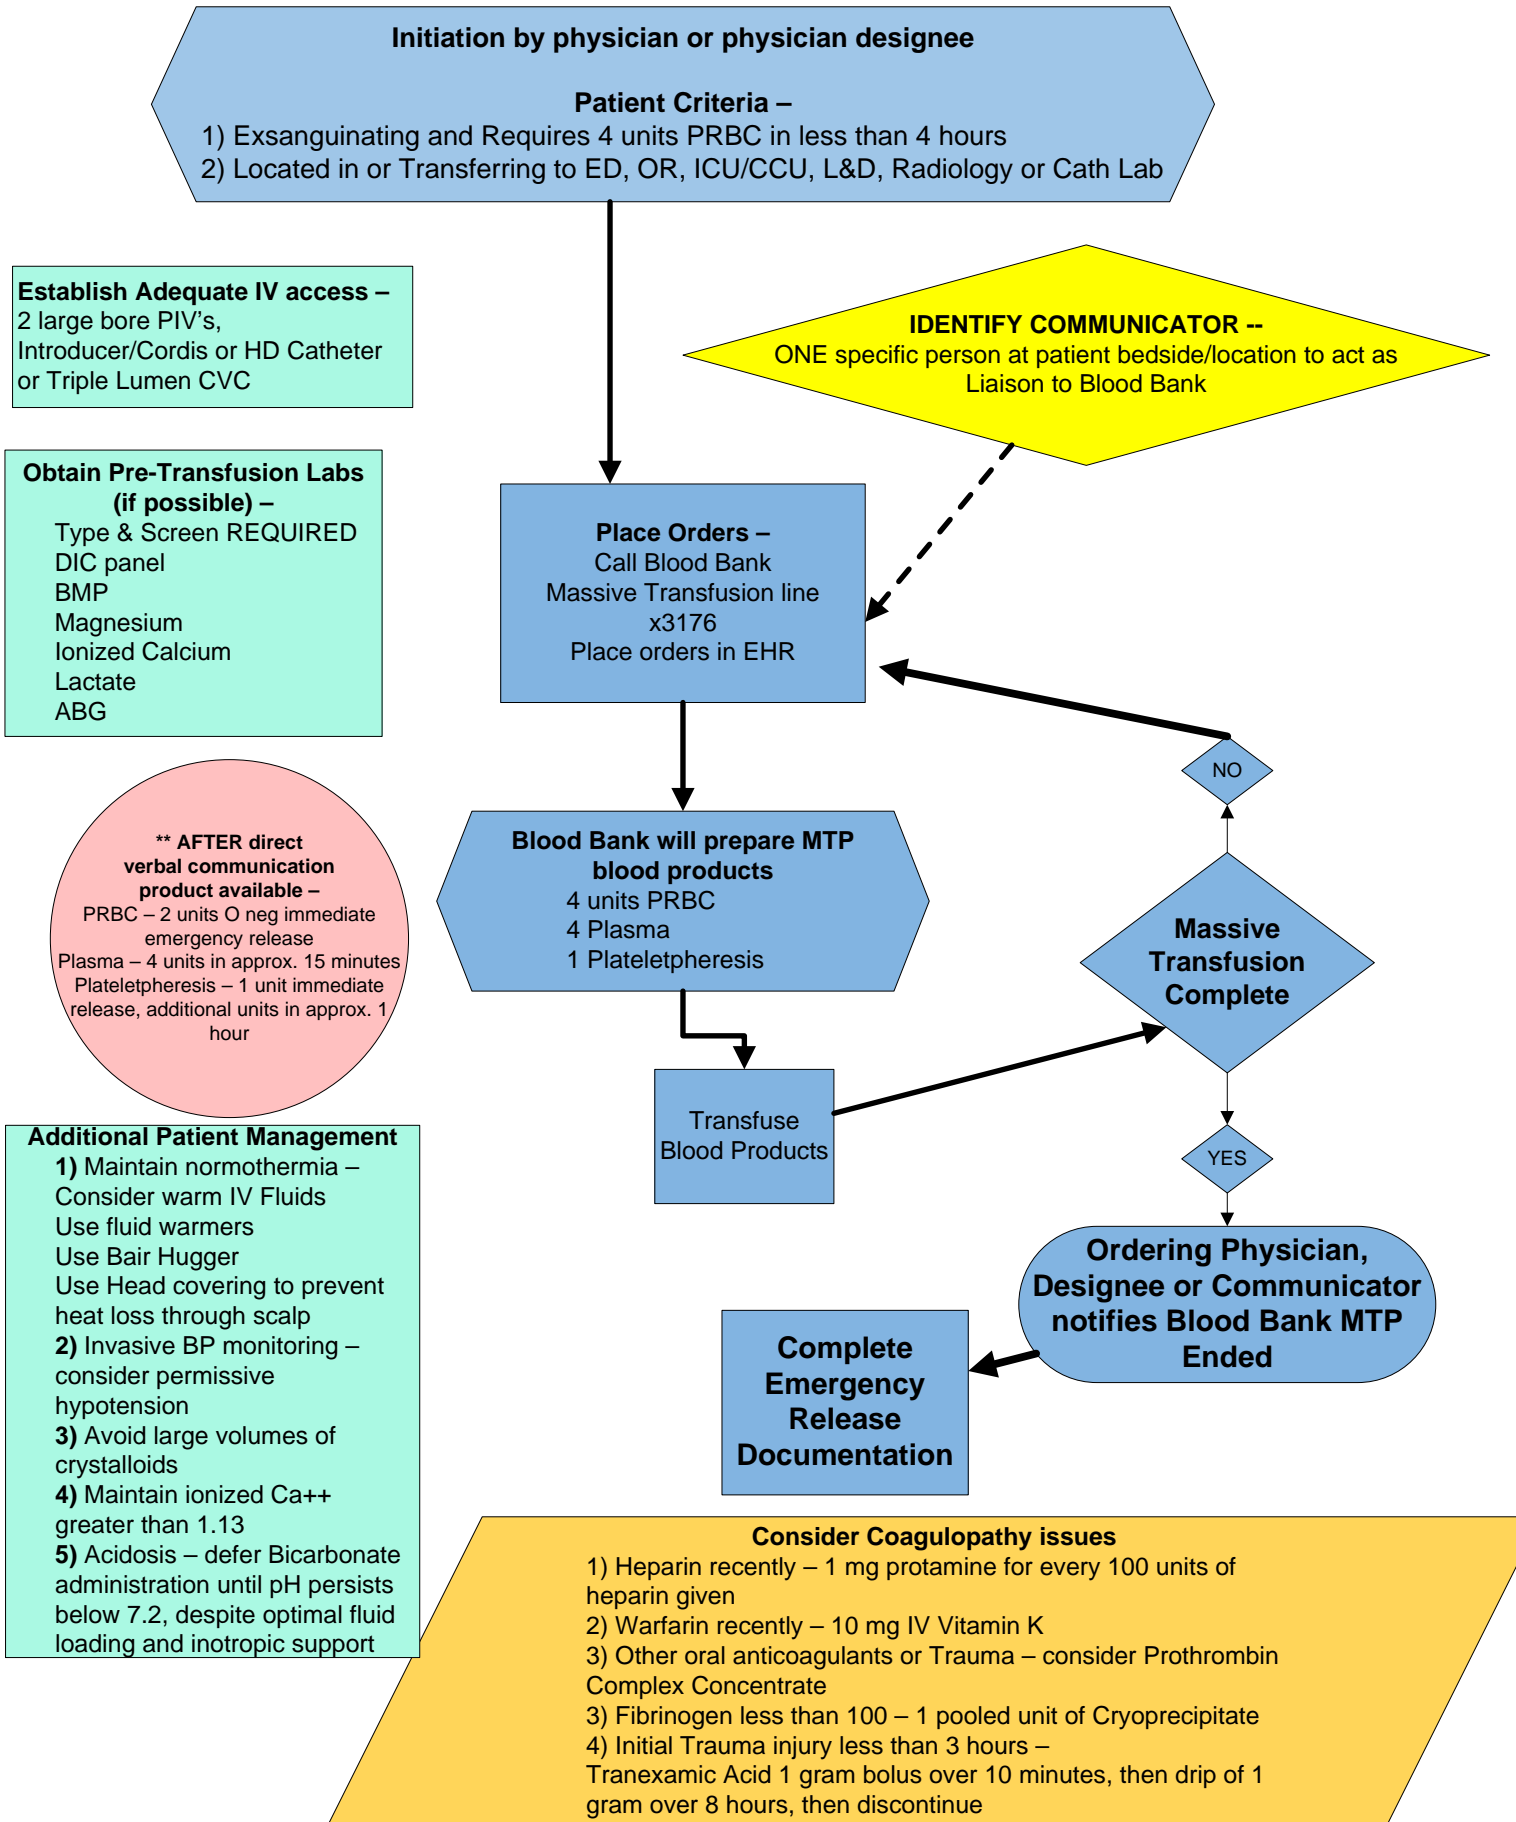 Initiation by physician or physician designee
Patient Criteria –
1) Exsanguinating and Requires 4 units PRBC in less than 4 hours
2) Located in or Transferring to ED, OR, ICU/CCU, L&D, Radiology or Cath Lab
Establish Adequate IV access –
2 large bore PIV's,
Introducer/Cordis or HD Catheter
or Triple Lumen CVC
IDENTIFY COMMUNICATOR --
ONE specific person at patient bedside/location to act as
Liaison to Blood Bank
Obtain Pre-Transfusion Labs
(if possible) –
Type & Screen REQUIRED
DIC panel
BMP
Magnesium
Ionized Calcium
Lactate
ABG
Place Orders –
Call Blood Bank
Massive Transfusion line
x3176
Place orders in EHR
NO
** AFTER direct
verbal communication
product available –
PRBC – 2 units O neg immediate
emergency release
Plasma – 4 units in approx. 15 minutes
Plateletpheresis – 1 unit immediate
release, additional units in approx. 1
hour
Blood Bank will prepare MTP
blood products
4 units PRBC
4 Plasma
1 Plateletpheresis
Massive
Transfusion
Complete
Transfuse
Blood Products
YES
Additional Patient Management
1) Maintain normothermia –
Consider warm IV Fluids
Use fluid warmers
Use Bair Hugger
Use Head covering to prevent
heat loss through scalp
2) Invasive BP monitoring –
consider permissive
hypotension
3) Avoid large volumes of
crystalloids
4) Maintain ionized Ca++
greater than 1.13
5) Acidosis – defer Bicarbonate
administration until pH persists
below 7.2, despite optimal fluid
loading and inotropic support
Ordering Physician,
Designee or Communicator
notifies Blood Bank MTP
Ended
Complete
Emergency
Release
Documentation
Consider Coagulopathy issues
1) Heparin recently – 1 mg protamine for every 100 units of
heparin given
2) Warfarin recently – 10 mg IV Vitamin K
3) Other oral anticoagulants or Trauma – consider Prothrombin
Complex Concentrate
3) Fibrinogen less than 100 – 1 pooled unit of Cryoprecipitate
4) Initial Trauma injury less than 3 hours –
Tranexamic Acid 1 gram bolus over 10 minutes, then drip of 1
gram over 8 hours, then discontinue